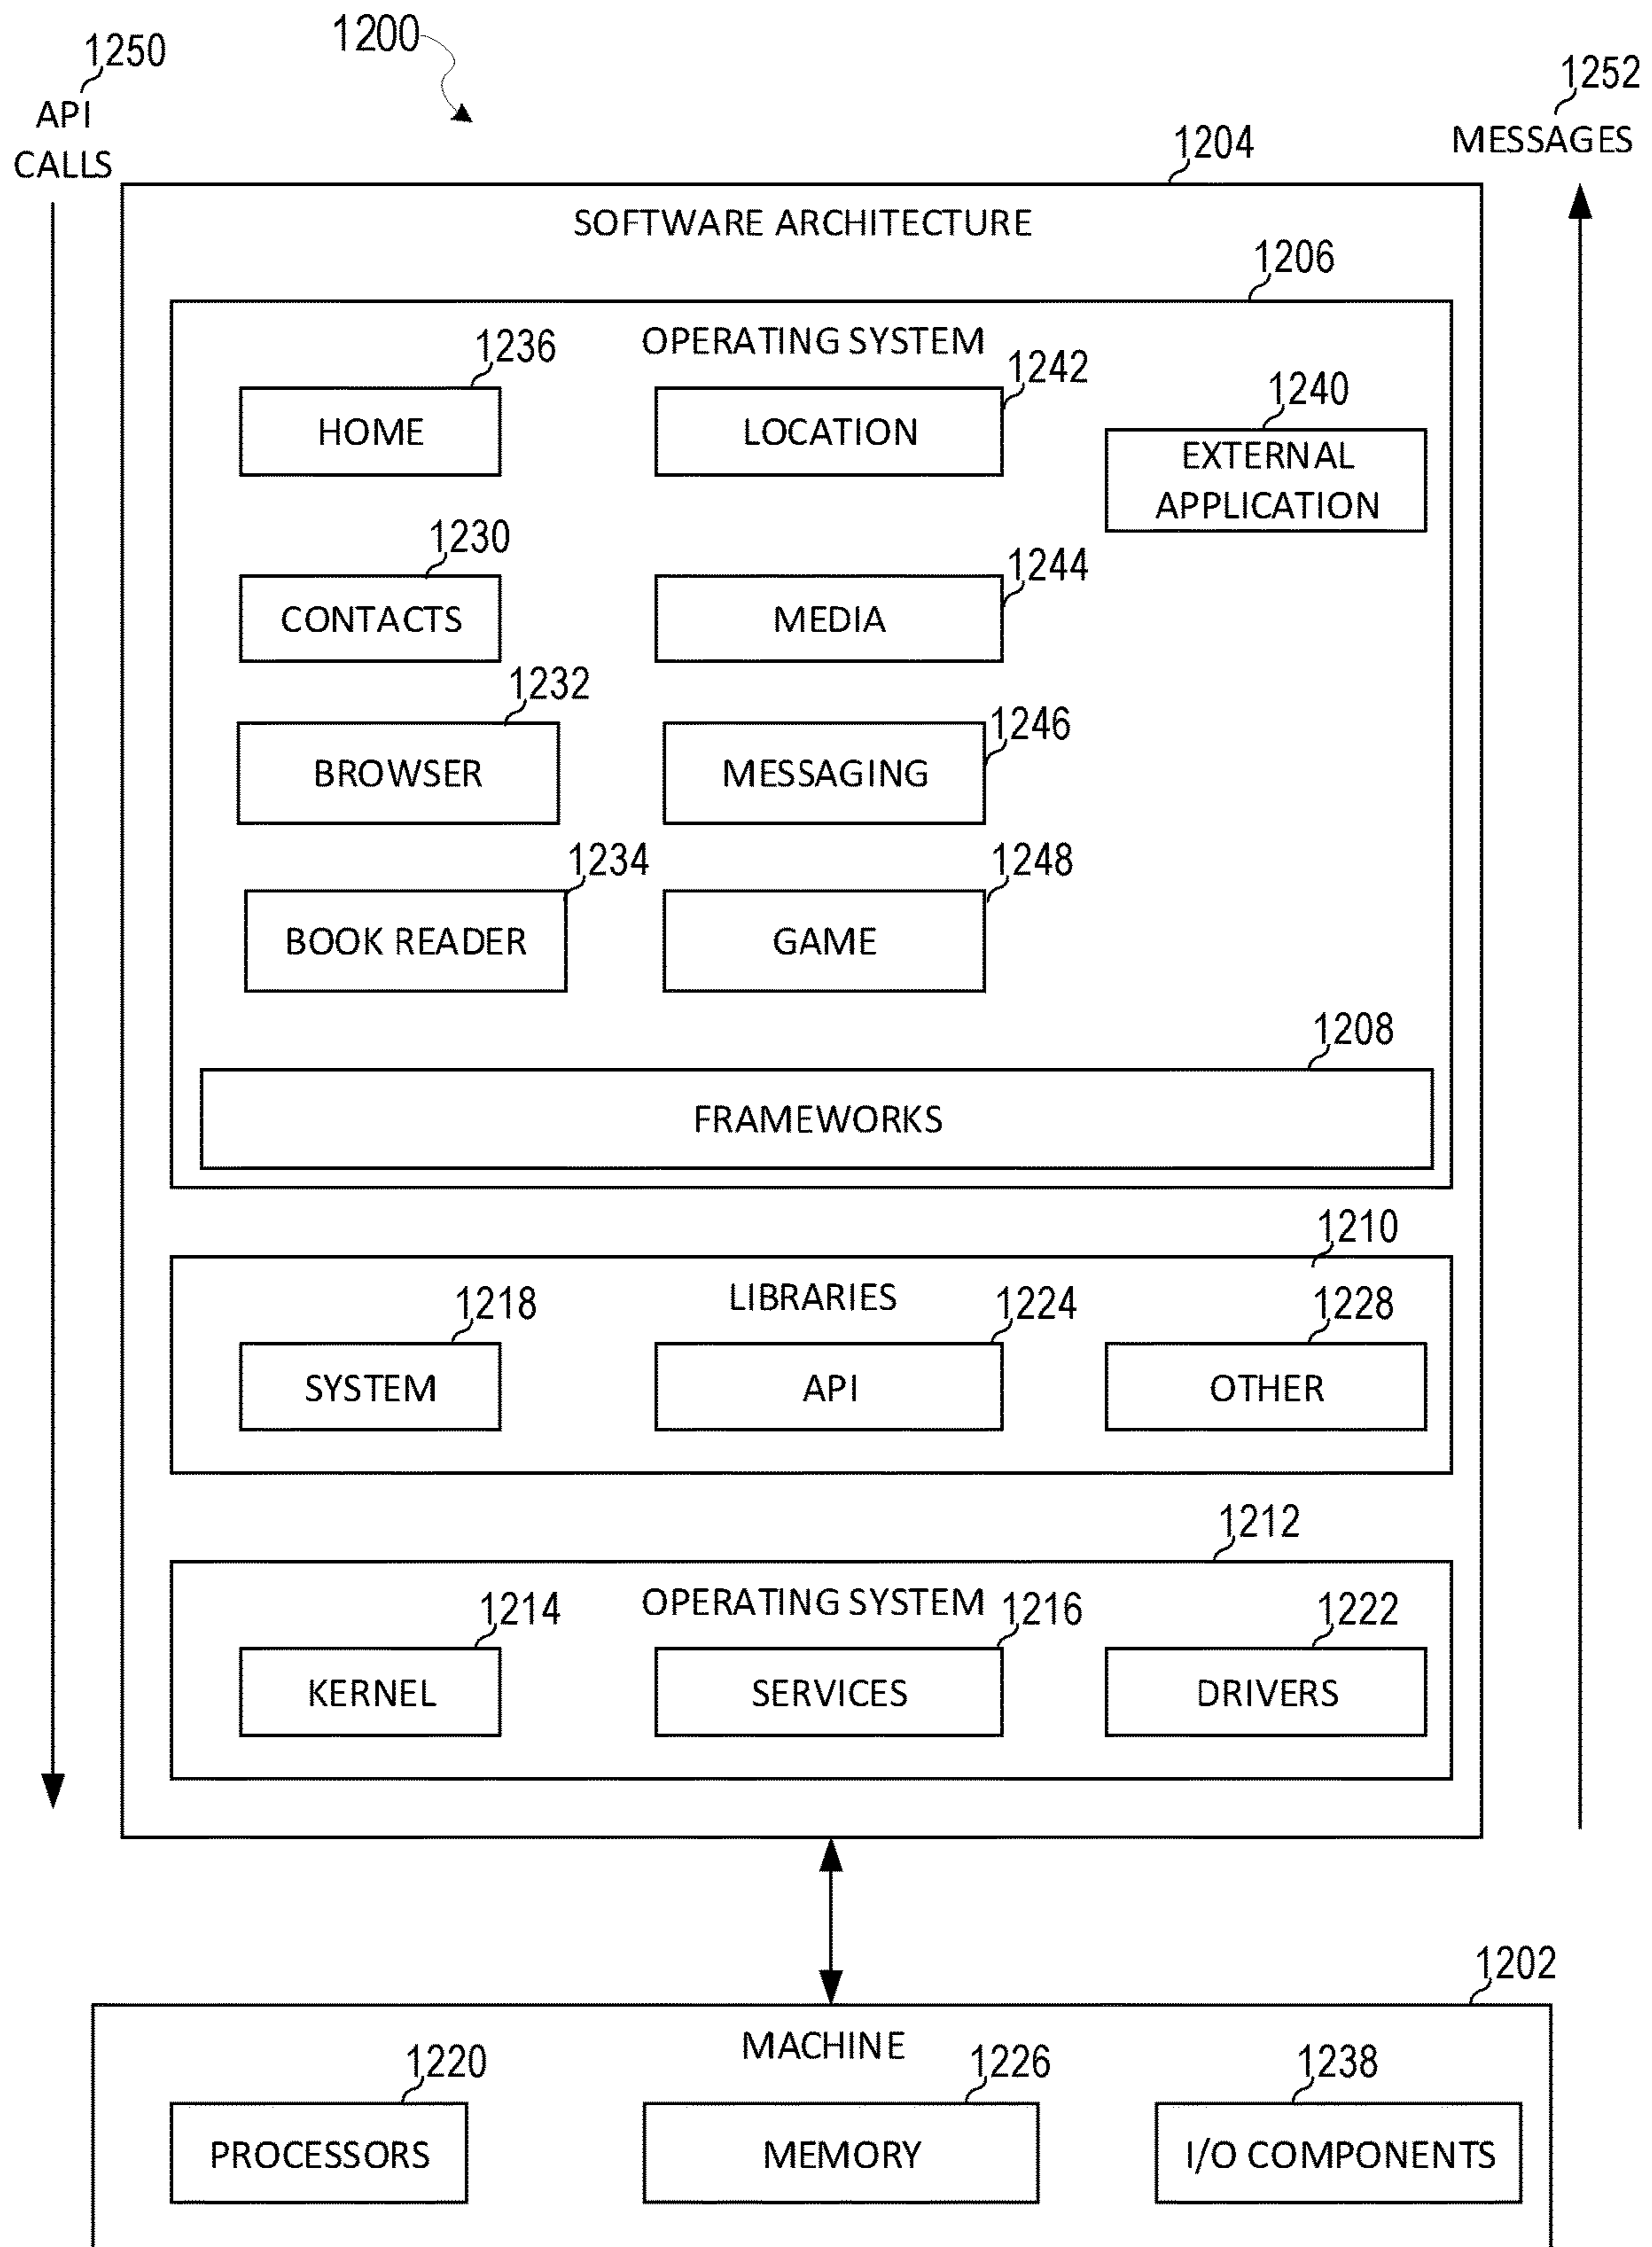 1250
API
CALLS
1200
1252
MESSAGES
1204
SOFTWARE ARCHITECTURE
1206
OPERATING SYSTEM
1236
HOME
1242
LOCATION
1240
EXTERNAL
APPLICATION
1230
CONTACTS
1244
MEDIA
1232
BROWSER
1246
MESSAGING
1234
BOOK READER
1248
GAME
1208
FRAMEWORKS
1210
LIBRARIES
1218
SYSTEM
1224
API
1228
OTHER
1212
OPERATING SYSTEM
1214
KERNEL
1216
SERVICES
1222
DRIVERS
1202
MACHINE
1220
PROCESSORS
1226
MEMORY
1238
I/O COMPONENTS